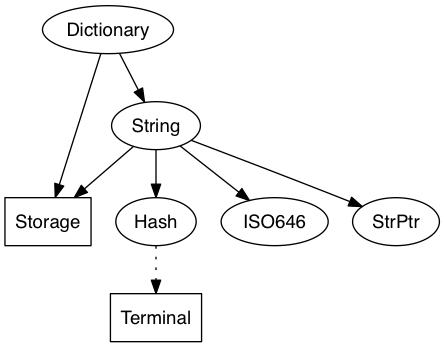 Dictionary
String
Storage
Hash
ISO646
StrPtr
Terminal